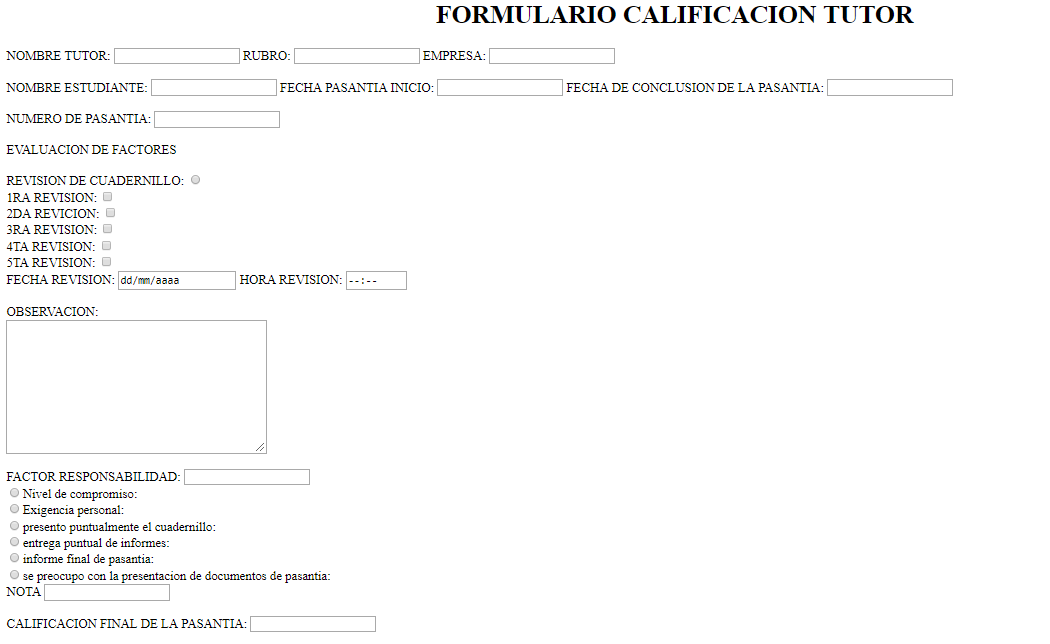 FORMULARIO CALIFICACION TUTOR
NOMBRE TUTOR: RUBRO: EMPRESA:
NOMBRE ESTUDIANTE: FECHA PASANTIA INICIO: FECHA DE CONCLUSION DE LA PASANTIA:
NUMERO DE PASANTIA:
EVALUACION DE FACTORES
REVISION DE CUADERNILLO:
1RA REVISION:
2DA REVICION:
3RA REVISION:
4TA REVISION:
5TA REVISION:
FECHA REVISION: dd/mm/aaaa HORA REVISION: --:--
OBSERVACION:
FACTOR RESPONSABILIDAD:
Nivel de compromiso:
Exigencia personal:
presento puntualmente el cuadernillo:
entrega puntual de informes:
informe final de pasantia:
se preocupo con la presentacion de documentos de pasantia:
NOTA
CALIFICACION FINAL DE LA PASANTIA: